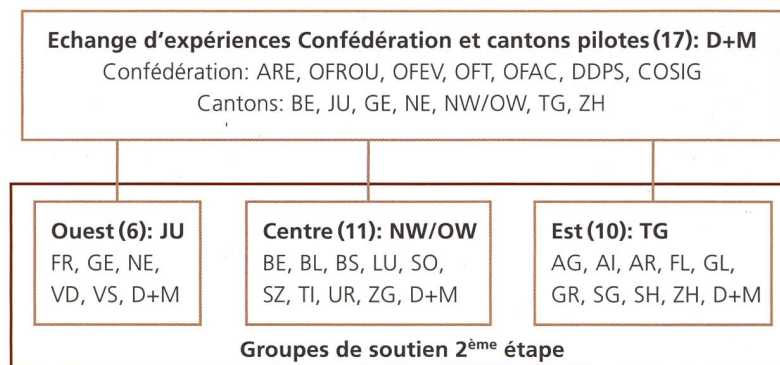 Echange d'expériences Confédération et cantons pilotes (17): D+M
Confédération: ARE, OFROU, OFEV, OFT, OFAC, DDPS, COSIG
Cantons: BE, JU, GE, NE, NW/OW, TG, ZH
Ouest (6): JU
FR, GE, NE,
VD, VS, D+M
Centre (11): NW/OW
BE, BL, BS, LU, SO,
SZ, TI, UR, ZG, D+M
Est (10): TG
AG, AI, AR, FL, GL,
GR, SG, SH, ZH, D+M
Groupes de soutien 2ème étape